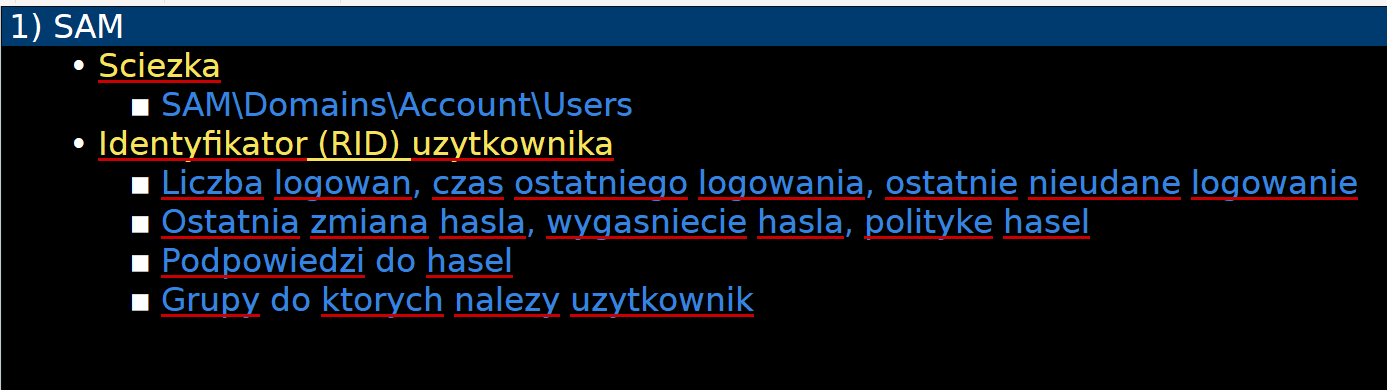 1) SAM
• Sciezka
■ SAM\Domains\Account\Users
• Identyfikator (RID) uzytkownika
■ Liczba logowan, czas ostatniego logowania, ostatnie nieudane logowanie
■ Ostatnia zmiana hasla, wygasniecie hasla, polityke hasel
■ Podpowiedzi do hasel
■ Grupy do ktorych nalezy uzytkownik